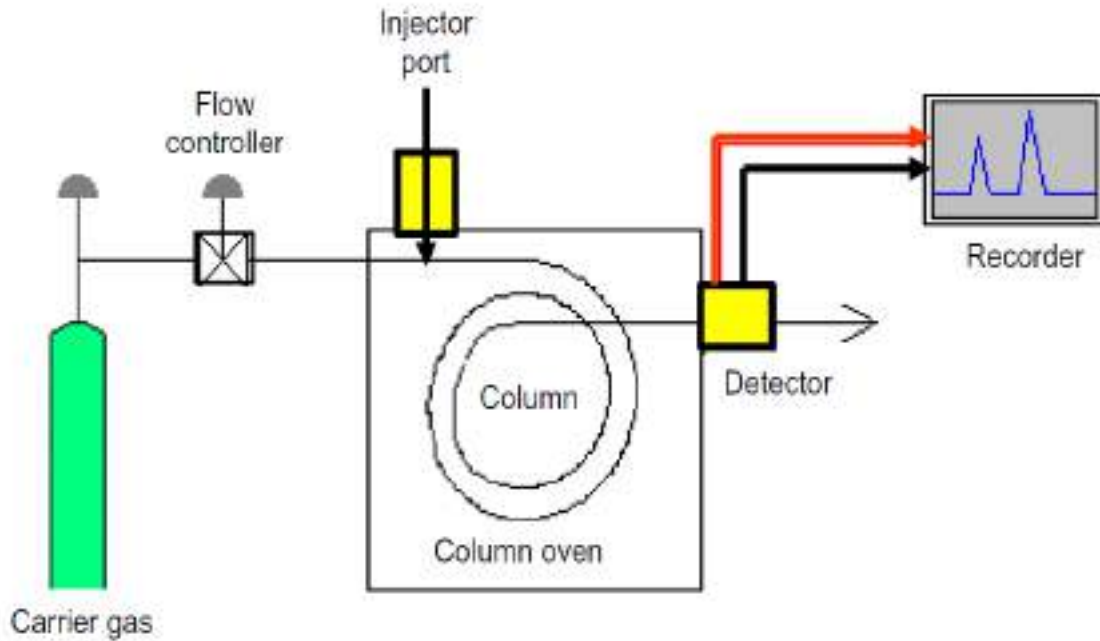 Injector
port
Flow
controller
Recorder
Detector
Column
Column oven
Carrier gas